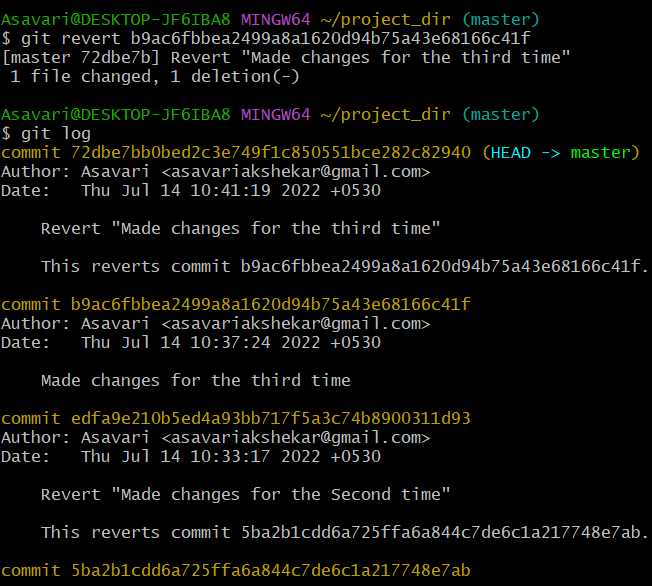 Asavari@DESKTOP-JF6IBA8 MINGW64 ~/project_dir (master)
$ git revert b9ac6fbbea2499a8a1620d94b75a43e68166c41f
[master 72dbe7b] Revert "Made changes for the third time"
 1 file changed, 1 deletion(-)
Asavari@DESKTOP-JF6IBA8 MINGW64 ~/project_dir (master)
$ git log
commit 72dbe7bb0bed2c3e749f1c850551bce282c82940 (HEAD -> master)
Author: Asavari <asavariakshekar@gmail.com>
Date:   Thu Jul 14 10:41:19 2022 +0530
    Revert "Made changes for the third time"
    This reverts commit b9ac6fbbea2499a8a1620d94b75a43e68166c41f.
commit b9ac6fbbea2499a8a1620d94b75a43e68166c41f
Author: Asavari <asavariakshekar@gmail.com>
Date:   Thu Jul 14 10:37:24 2022 +0530
    Made changes for the third time
commit edfa9e210b5ed4a93bb717f5a3c74b8900311d93
Author: Asavari <asavariakshekar@gmail.com>
Date:   Thu Jul 14 10:33:17 2022 +0530
    Revert "Made changes for the Second time"
    This reverts commit 5ba2b1cdd6a725ffa6a844c7de6c1a217748e7ab.
commit 5ba2b1cdd6a725ffa6a844c7de6c1a217748e7ab